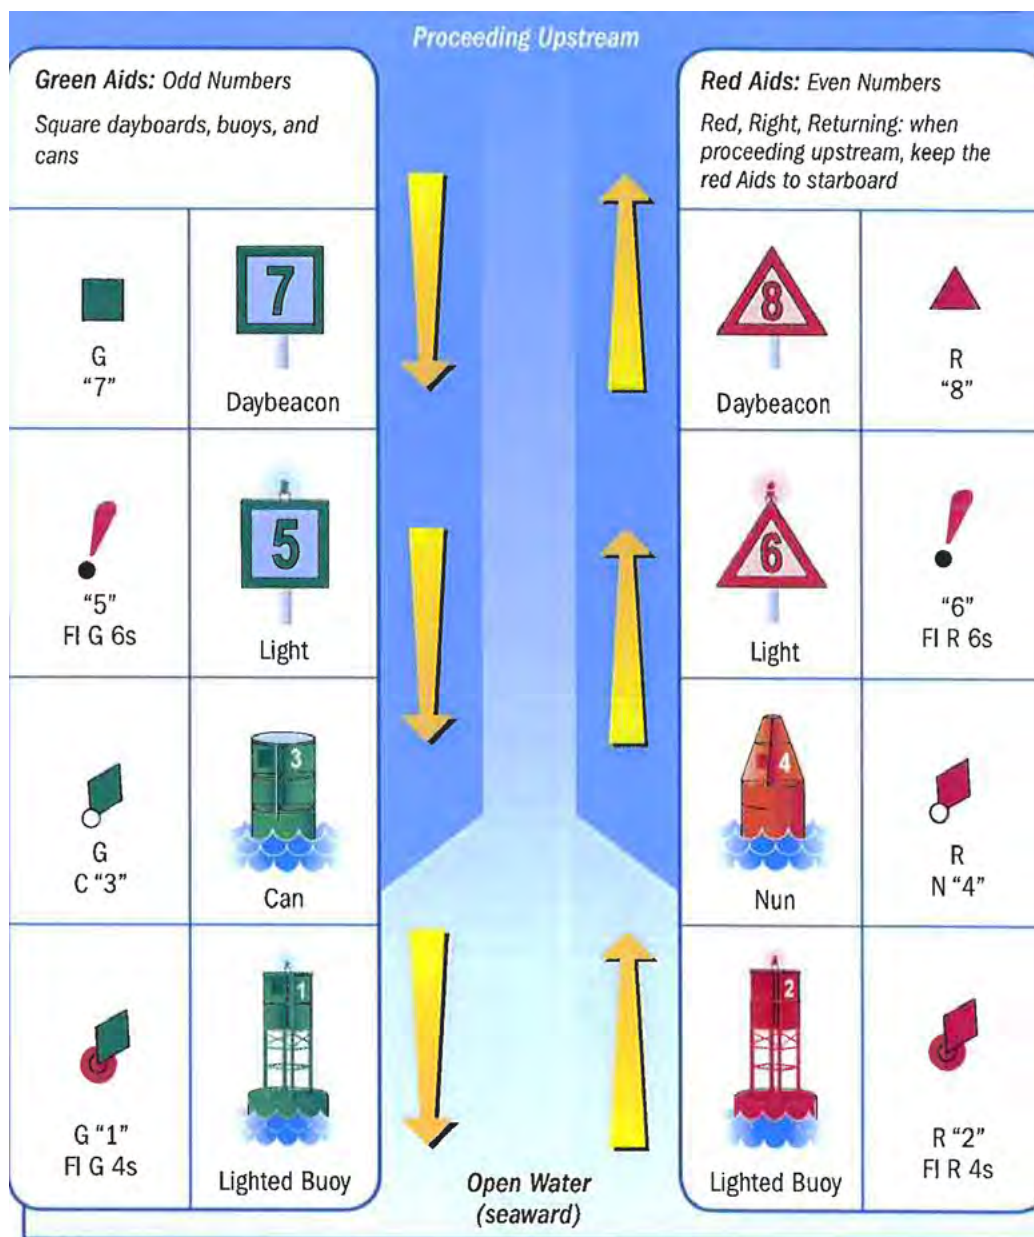 Proceeding Upstream
Green Aids: Odd Numbers
Square dayboards, buoys, and
cans
Red Aids: Even Numbers
Red, Right, Returning: when
proceeding upstream, keep the
red Aids to starboard
G
"7"
7
Daybeacon
8
Daybeacon
R
"8"
"5"
Fl G 6s
5
Light
6
Light
"6"
Fl R 6s
G
C "3"
3
Can
4
Nun
R
N "4"
G "1"
Fl G 4s
1
Lighted Buoy
Open Water
(seaward)
2
Lighted Buoy
R "2"
Fl R 4s